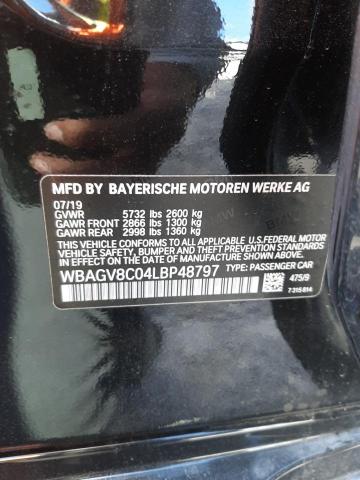 MFD BY BAYERISCHE MOTOREN WERKE AG
07/19
GVWR 5732 lbs 2600 kg
GAWR FRONT 2866 lbs 1300 kg
GAWR REAR 2998 lbs 1360 kg
THIS VEHICLE CONFORMS TO ALL APPLICABLE U.S. FEDERAL MOTOR
VEHICLE SAFETY, BUMPER, AND THEFT PREVENTION STANDARDS
IN EFFECT ON THE DATE OF MANUFACTURE SHOWN ABOVE.
WBAGV8C04LBP48797 TYPE: PASSENGER CAR
475/9
7 315 814